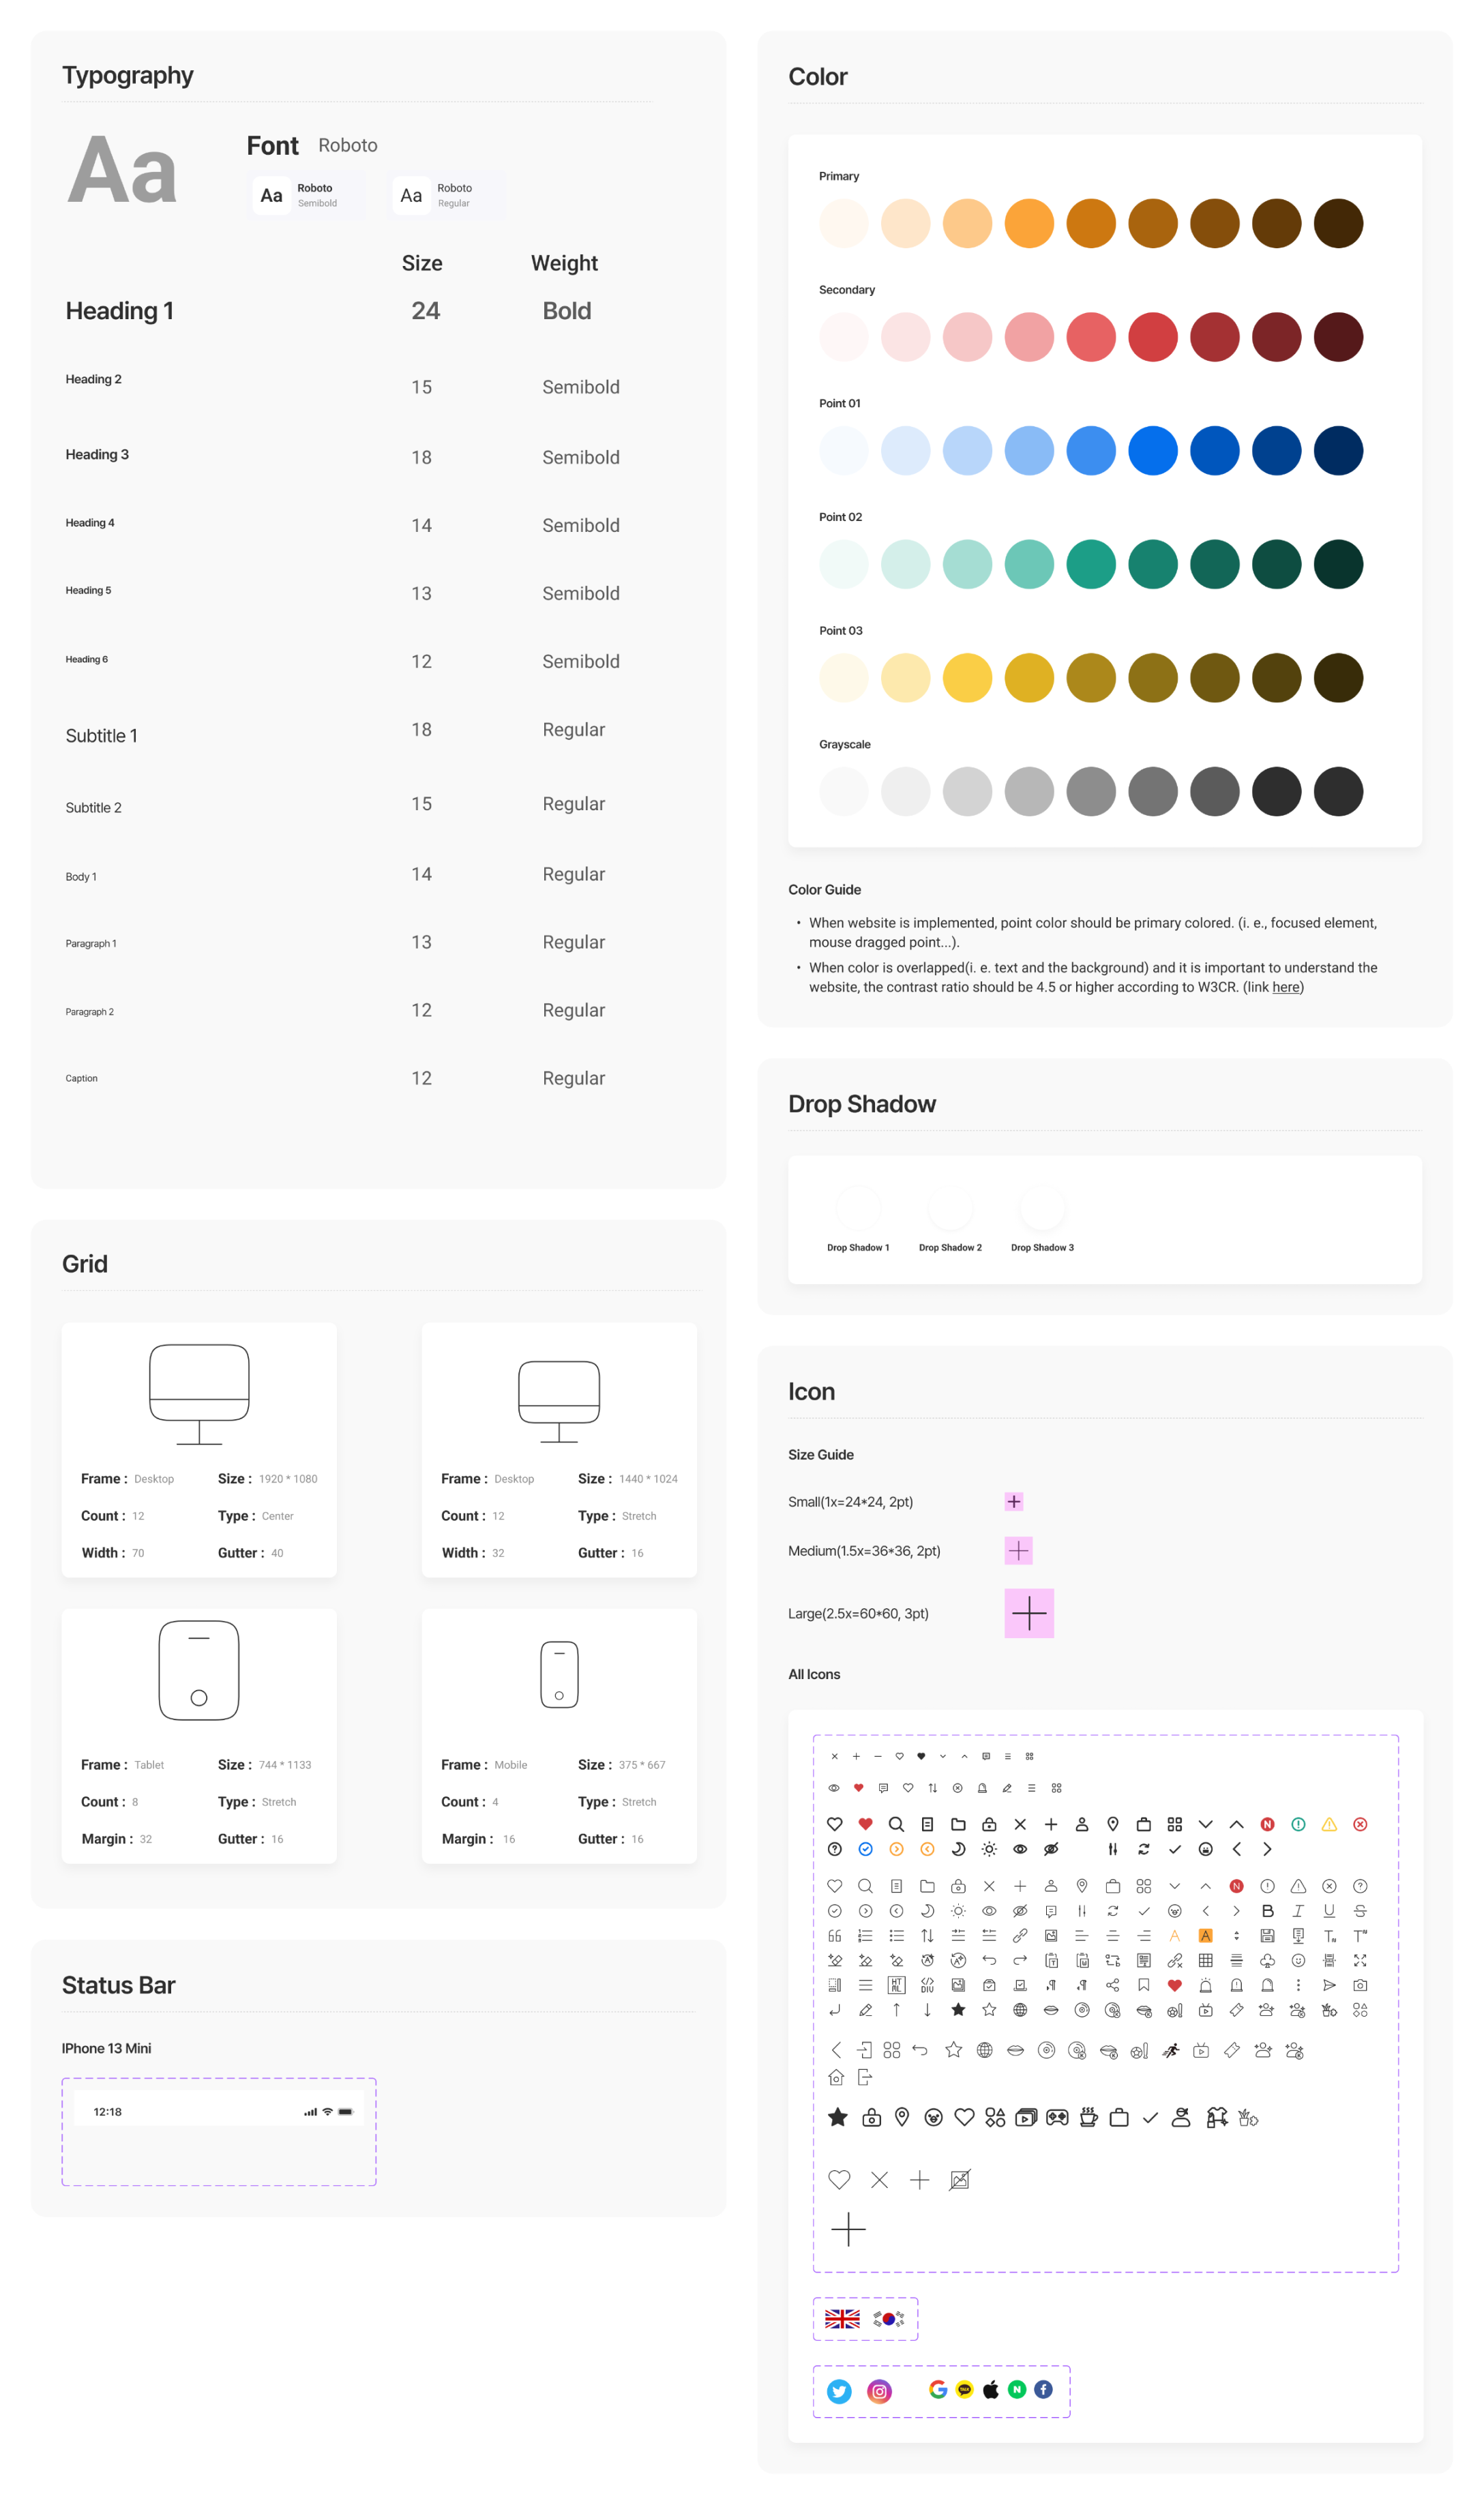 Typography
Aa
Font Roboto
Aa Roboto
Semibold
Aa Roboto
Regular
Size Weight
Heading 1 24 Bold
Heading 2 15 Semibold
Heading 3 18 Semibold
Heading 4 14 Semibold
Heading 5 13 Semibold
Heading 6 12 Semibold
Subtitle 1 18 Regular
Subtitle 2 15 Regular
Body 1 14 Regular
Paragraph 1 13 Regular
Paragraph 2 12 Regular
Caption 12 Regular
Grid
Frame : Desktop Size : 1920 * 1080
Count : 12 Type : Center
Width : 70 Gutter : 40
Frame : Desktop Size : 1440 * 1024
Count : 12 Type : Stretch
Width : 32 Gutter : 16
Frame : Tablet Size : 744 * 1133
Count : 8 Type : Stretch
Margin : 32 Gutter : 16
Frame : Mobile Size : 375 * 667
Count : 4 Type : Stretch
Margin : 16 Gutter : 16
Status Bar
IPhone 13 Mini
12:18
Color
Primary
Secondary
Point 01
Point 02
Point 03
Grayscale
Color Guide
• When website is implemented, point color should be primary colored. (i. e., focused element,
mouse dragged point...).
• When color is overlapped(i. e. text and the background) and it is important to understand the
website, the contrast ratio should be 4.5 or higher according to W3CR. (link here)
Drop Shadow
Drop Shadow 1 Drop Shadow 2 Drop Shadow 3
Icon
Size Guide
Small(1x=24*24, 2pt)
Medium(1.5x=36*36, 2pt)
Large(2.5x=60*60, 3pt)
All Icons